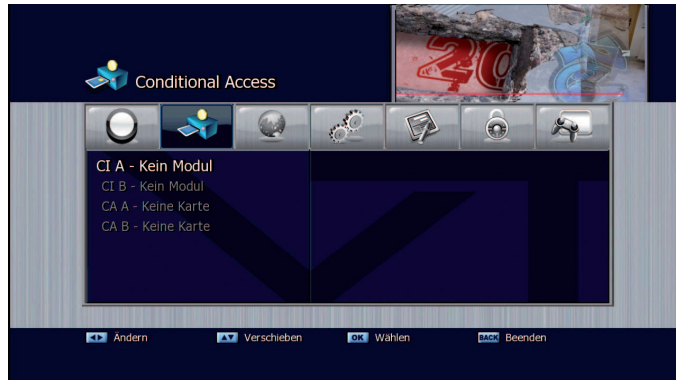 Conditional Access
20
CI A - Kein Modul
CI B - Kein Modul
CA A - Keine Karte
CA B - Keine Karte
Ändern
Verschieben
OK Wählen
BACK Beenden